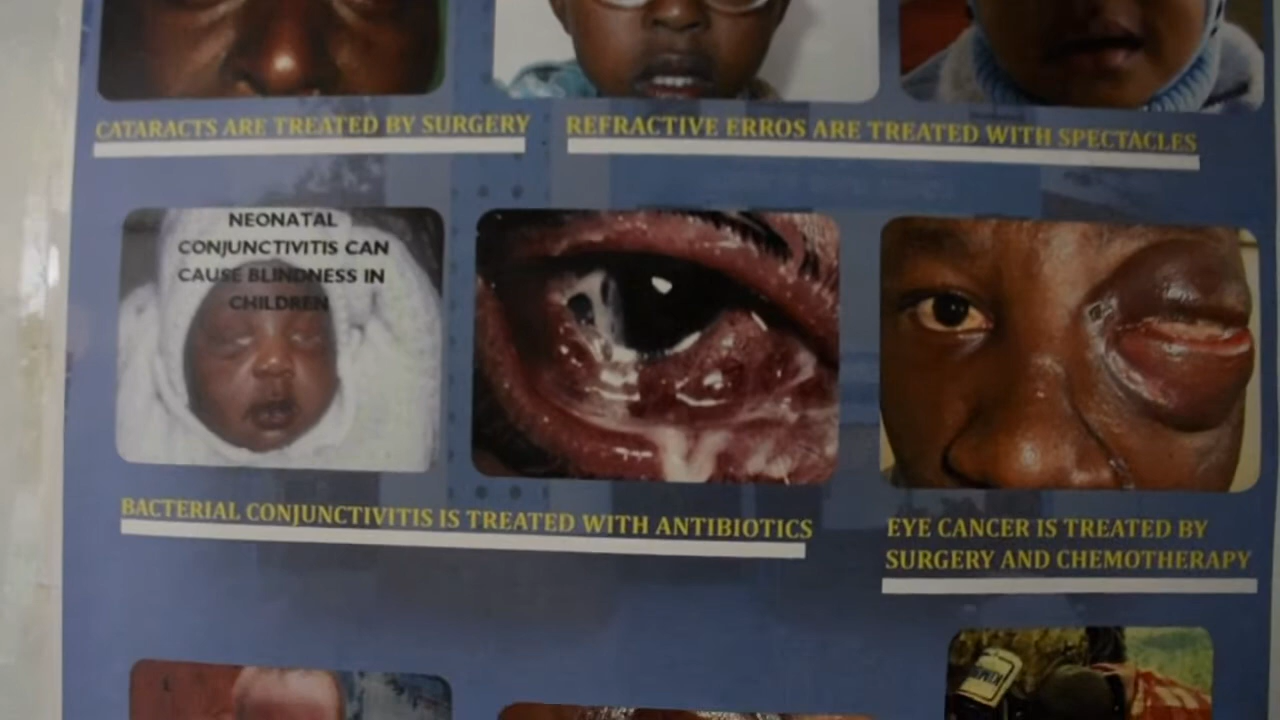 CATARACTS ARE TREATED BY SURGERY
REFRACTIVE ERROS ARE TREATED WITH SPECTACLES
NEONATAL
CONJUNCTIVITIS CAN
CAUSE BLINDNESS IN
CHILDREN
BACTERIAL CONJUNCTIVITIS IS TREATED WITH ANTIBIOTICS
EYE CANCER IS TREATED BY
SURGERY AND CHEMOTHERAPY